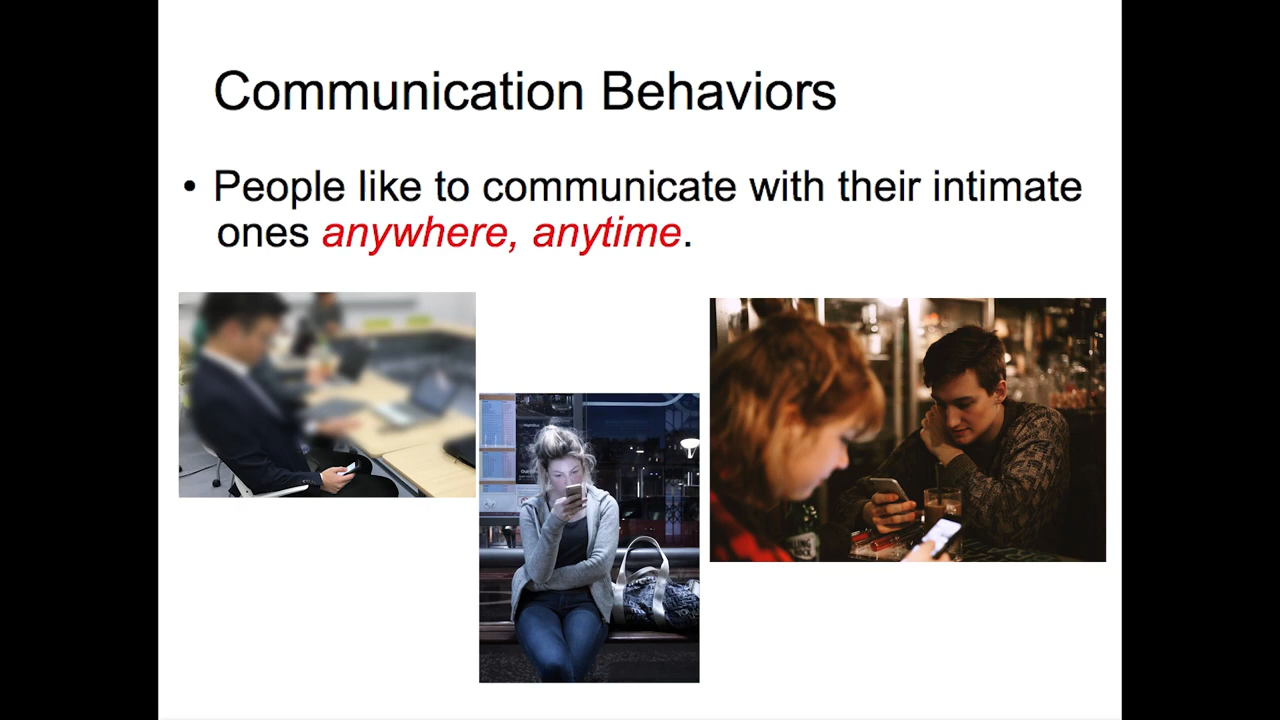 Communication Behaviors
• People like to communicate with their intimate
ones anywhere, anytime.